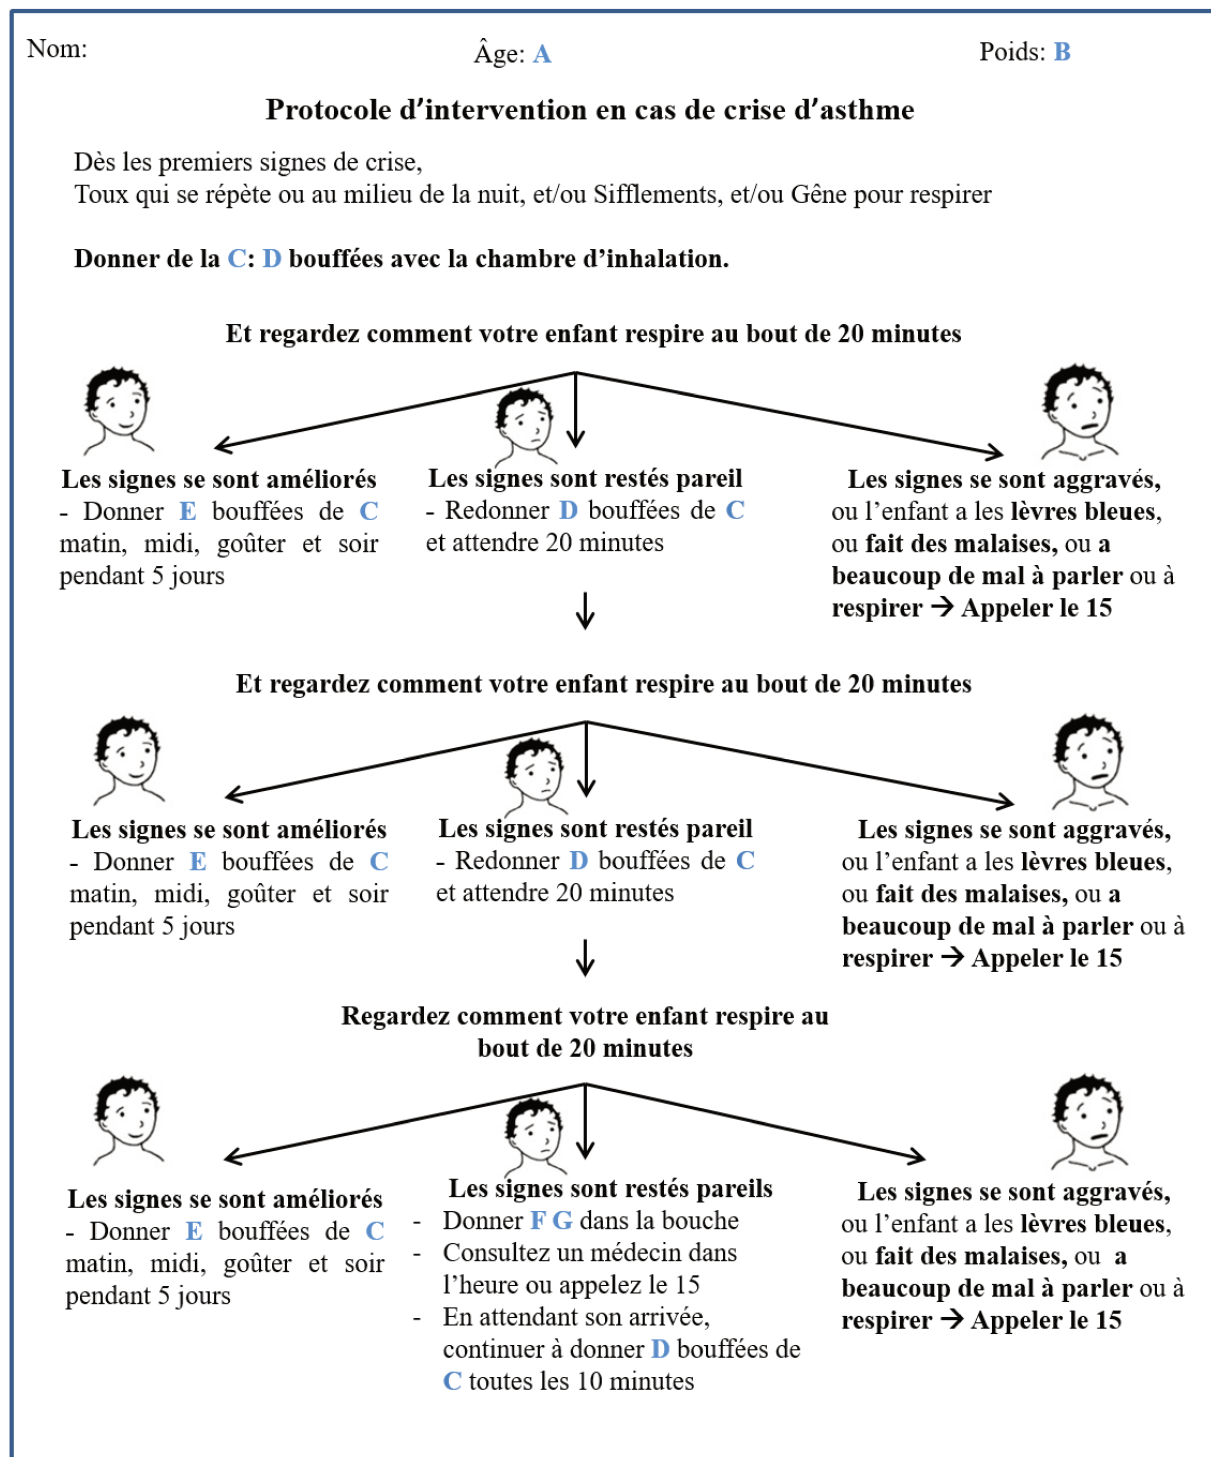 Nom:
Âge: A
Poids: B
Protocole d'intervention en cas de crise d'asthme
Dès les premiers signes de crise,
Toux qui se répète ou au milieu de la nuit, et/ou Sifflements, et/ou Gêne pour respirer
Donner de la C: D bouffées avec la chambre d'inhalation.
Et regardez comment votre enfant respire au bout de 20 minutes
Les signes se sont améliorés
- Donner E bouffées de C
matin, midi, goûter et soir
pendant 5 jours
Les signes sont restés pareil
- Redonner D bouffées de C
et attendre 20 minutes
Les signes se sont aggravés,
ou l'enfant a les lèvres bleues,
ou fait des malaises, ou a
beaucoup de mal à parler ou à
respirer → Appeler le 15
Et regardez comment votre enfant respire au bout de 20 minutes
Les signes se sont améliorés
- Donner E bouffées de C
matin, midi, goûter et soir
pendant 5 jours
Les signes sont restés pareil
- Redonner D bouffées de C
et attendre 20 minutes
Les signes se sont aggravés,
ou l'enfant a les lèvres bleues,
ou fait des malaises, ou a
beaucoup de mal à parler ou à
respirer → Appeler le 15
Regardez comment votre enfant respire au
bout de 20 minutes
Les signes se sont améliorés
- Donner E bouffées de C
matin, midi, goûter et soir
pendant 5 jours
Les signes sont restés pareils
- Donner F G dans la bouche
- Consultez un médecin dans
l'heure ou appelez le 15
- En attendant son arrivée,
continuer à donner D bouffées de
C toutes les 10 minutes
Les signes se sont aggravés,
ou l'enfant a les lèvres bleues,
ou fait des malaises, ou a
beaucoup de mal à parler ou à
respirer → Appeler le 15